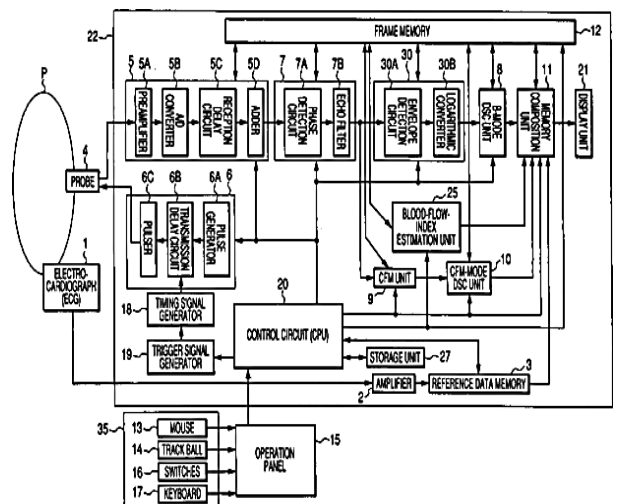 22
FRAME MEMORY
12
P
5
5A
5B
5C
5D
7
7A
7B
30A
30
30B
8
11
21
PREAMPLIFIER
A/D CONVERTER
RECEPTION DELAY CIRCUIT
ADDER
PHASE DETECTION CIRCUIT
ECHO FILTER
ENVELOPE DETECTION CIRCUIT
LOGARITHMIC CONVERTER
B-MODE DSC UNIT
MEMORY COMPOSITION UNIT
DISPLAY UNIT
4
PROBE
6C
6B
6A
6
PULSER
TRANSMISSION DELAY CIRCUIT
PULSE GENERATOR
25
BLOOD-FLOW-
INDEX
ESTIMATION UNIT
10
1
ELECTRO-
CARDIOGRAPH
(ECG)
CFM UNIT
9
CFM-MODE
DSC UNIT
18
TIMING SIGNAL
GENERATOR
20
CONTROL CIRCUIT (CPU)
19
TRIGGER SIGNAL
GENERATOR
STORAGE UNIT
27
3
2
AMPLIFIER
REFERENCE DATA MEMORY
35
13
MOUSE
14
TRACK BALL
16
SWITCHES
17
KEYBOARD
OPERATION
PANEL
15